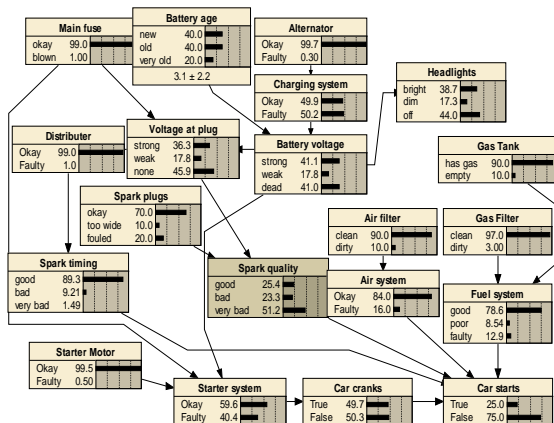 Main fuse
okay 99.0
blown 1.00
Battery age
new 40.0
old 40.0
very old 20.0
3.1 ± 2.2
Alternator
Okay 99.7
Faulty 0.30
Charging system
Okay 49.9
Faulty 50.2
Headlights
bright 38.7
dim 17.3
off 44.0
Distributer
Okay 99.0
Faulty 1.0
Voltage at plug
strong 36.3
weak 17.8
none 45.9
Battery voltage
strong 41.1
weak 17.8
dead 41.0
Gas Tank
has gas 90.0
empty 10.0
Spark plugs
okay 70.0
too wide 10.0
fouled 20.0
Air filter
clean 90.0
dirty 10.0
Gas Filter
clean 97.0
dirty 3.00
Spark timing
good 89.3
bad 9.21
very bad 1.49
Spark quality
good 25.4
bad 23.3
very bad 51.2
Air system
Okay 84.0
Faulty 16.0
Fuel system
good 78.6
poor 8.54
faulty 12.9
Starter Motor
Okay 99.5
Faulty 0.50
Starter system
Okay 59.6
Faulty 40.4
Car cranks
True 49.7
False 50.3
Car starts
True 25.0
False 75.0